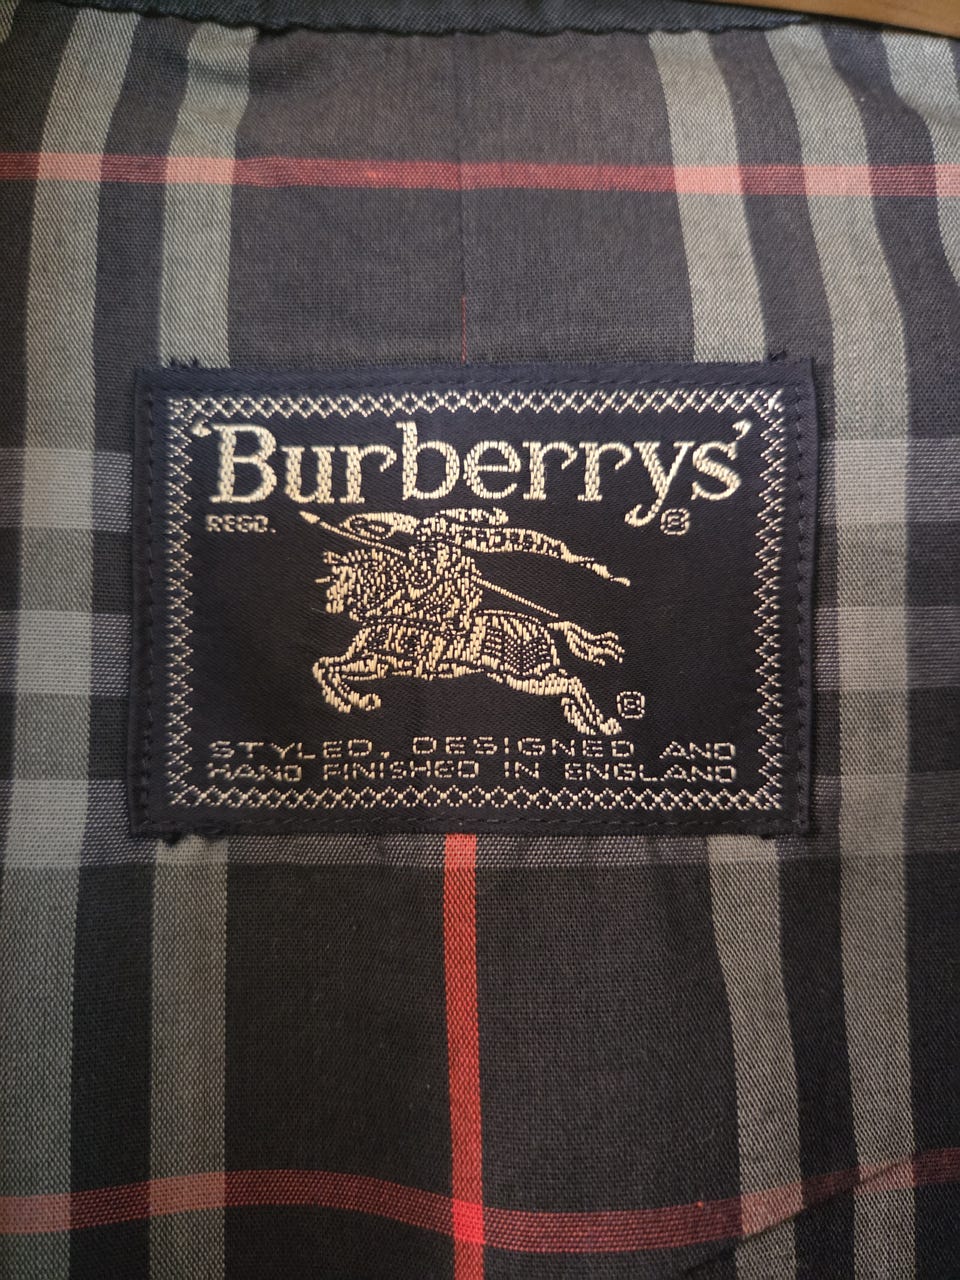 'Burberrys'
REGD. ®
®
STYLED, DESIGNED AND
HAND FINISHED IN ENGLAND